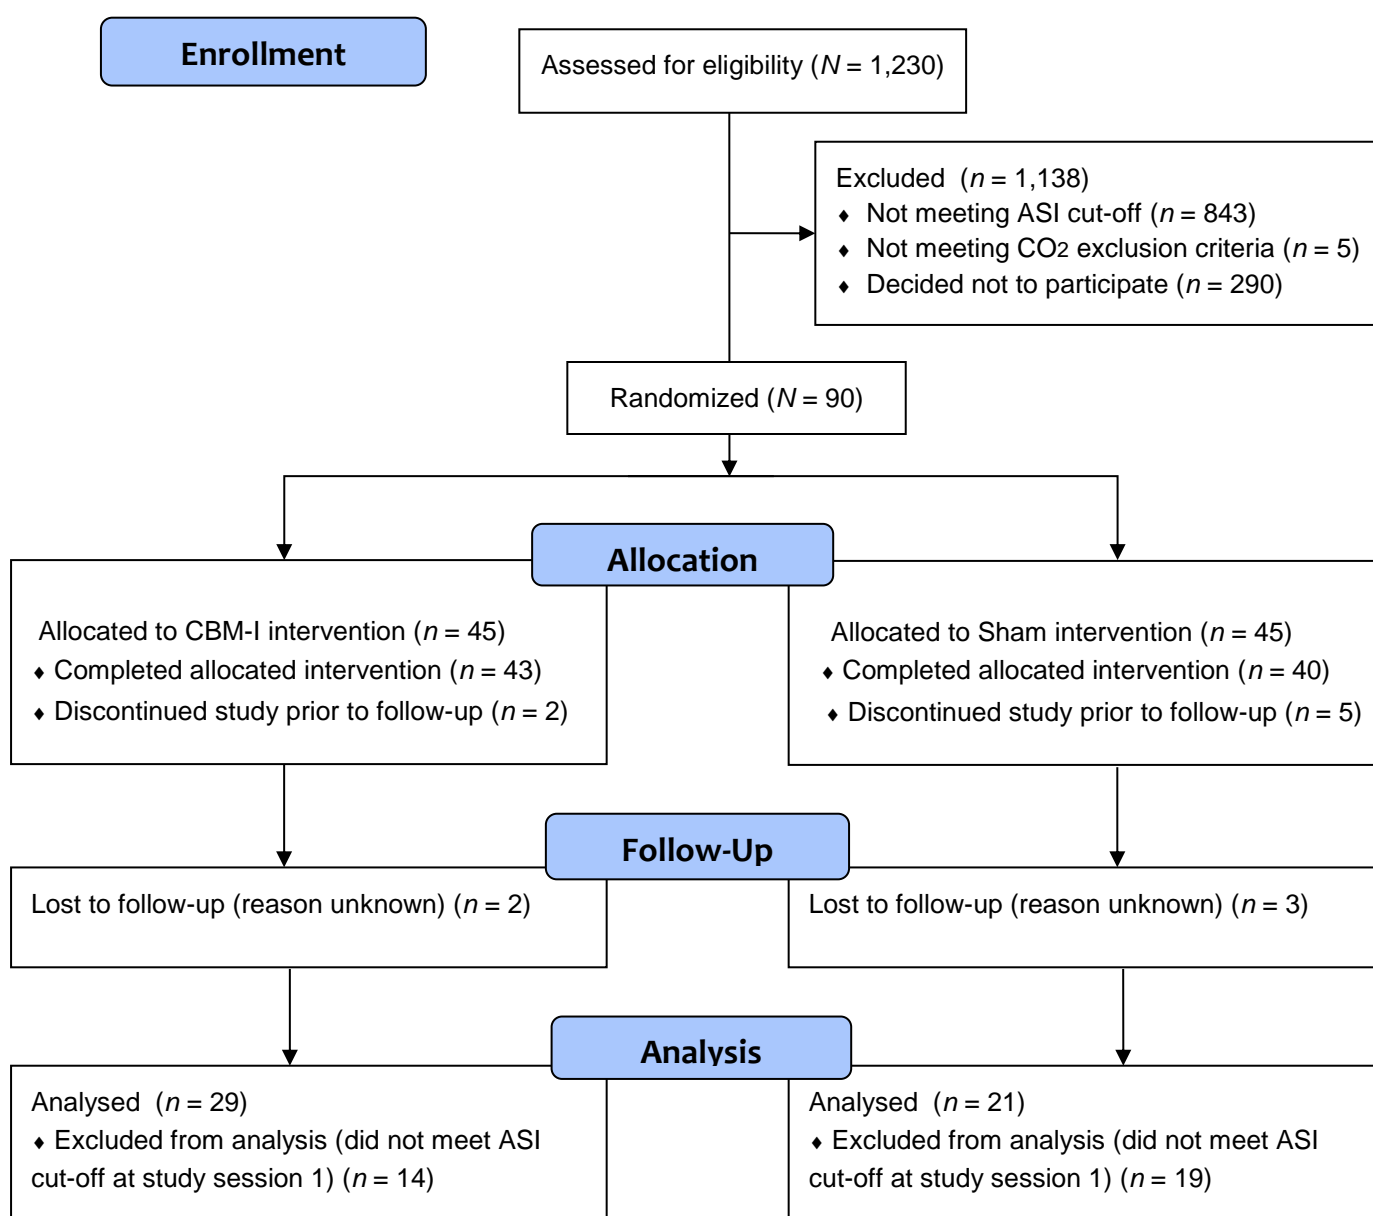 Enrollment
Assessed for eligibility (N = 1,230)
Excluded (n = 1,138)
♦ Not meeting ASI cut-off (n = 843)
♦ Not meeting CO2 exclusion criteria (n = 5)
♦ Decided not to participate (n = 290)
Randomized (N = 90)
Allocation
Allocated to CBM-I intervention (n = 45)
♦ Completed allocated intervention (n = 43)
♦ Discontinued study prior to follow-up (n = 2)
Allocated to Sham intervention (n = 45)
♦ Completed allocated intervention (n = 40)
♦ Discontinued study prior to follow-up (n = 5)
Follow-Up
Lost to follow-up (reason unknown) (n = 2)
Lost to follow-up (reason unknown) (n = 3)
Analysis
Analysed (n = 29)
♦ Excluded from analysis (did not meet ASI
cut-off at study session 1) (n = 14)
Analysed (n = 21)
♦ Excluded from analysis (did not meet ASI
cut-off at study session 1) (n = 19)